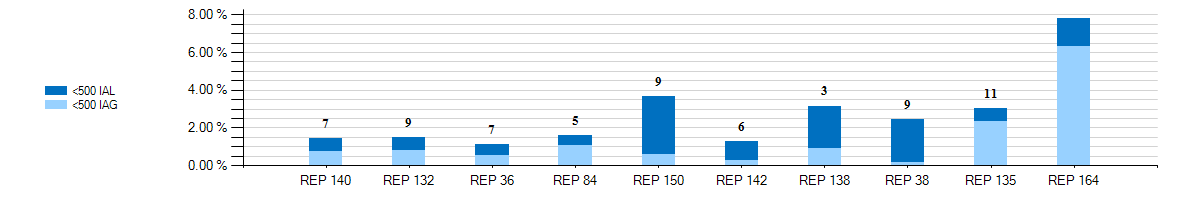 8.00 %
6.00 %
4.00 %
2.00 %
0.00 %
<500 IAL
<500 IAG
7
9
7
5
9
6
3
9
11
REP 140
REP 132
REP 36
REP 84
REP 150
REP 142
REP 138
REP 38
REP 135
REP 164